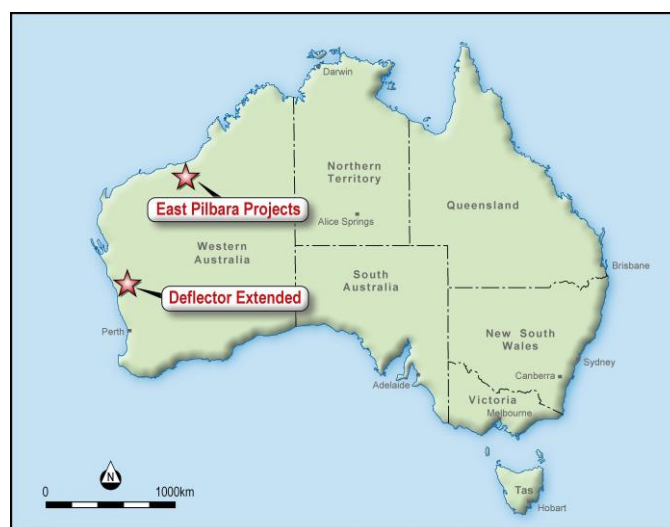 Darwin
Northern
Territory
East Pilbara Projects
Alice Springs
Queensland
Western
Australia
South
Australia
Brisbane
Deflector Extended
Perth
New South
Wales
Sydney
Canberra
Adelaide
Victoria
Melbourne
N
0 1000km
Tas
Hobart